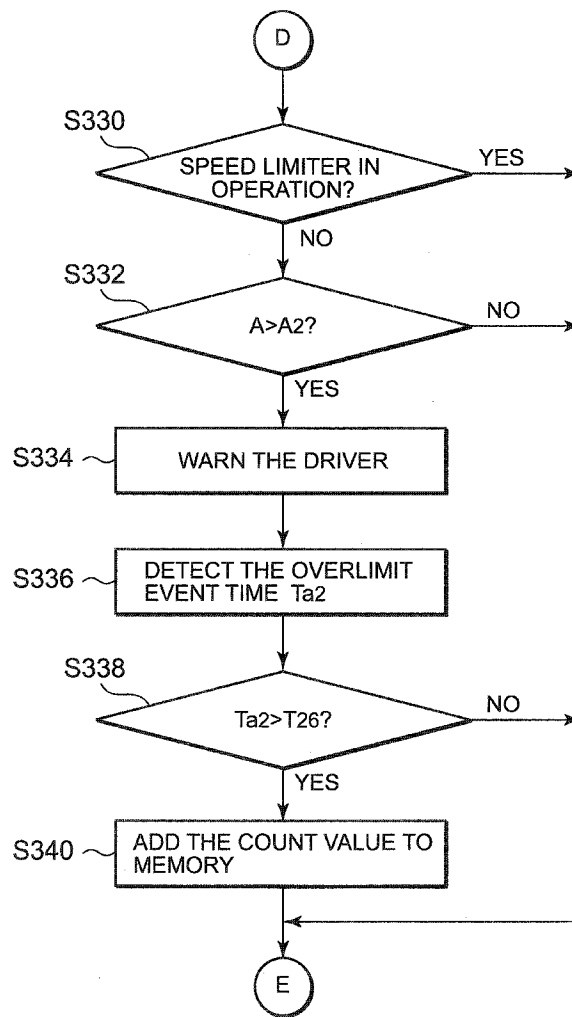 D
S330
SPEED LIMITER IN
OPERATION?
YES
NO
S332
A>A2?
NO
YES
S334
WARN THE DRIVER
S336
DETECT THE OVERLIMIT
EVENT TIME Ta2
S338
Ta2>T26?
NO
YES
S340
ADD THE COUNT VALUE TO
MEMORY
E